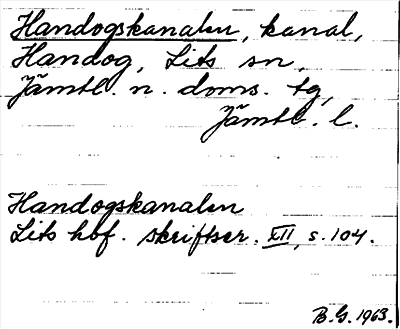 Handogskanalen, kanal,
Handog, Lits sn,
Jämtl. n. doms. tg,
Jämtl. l.
Handogskanalen
Lits hbf. skriftser. XII, s. 104.
B.G. 1963.